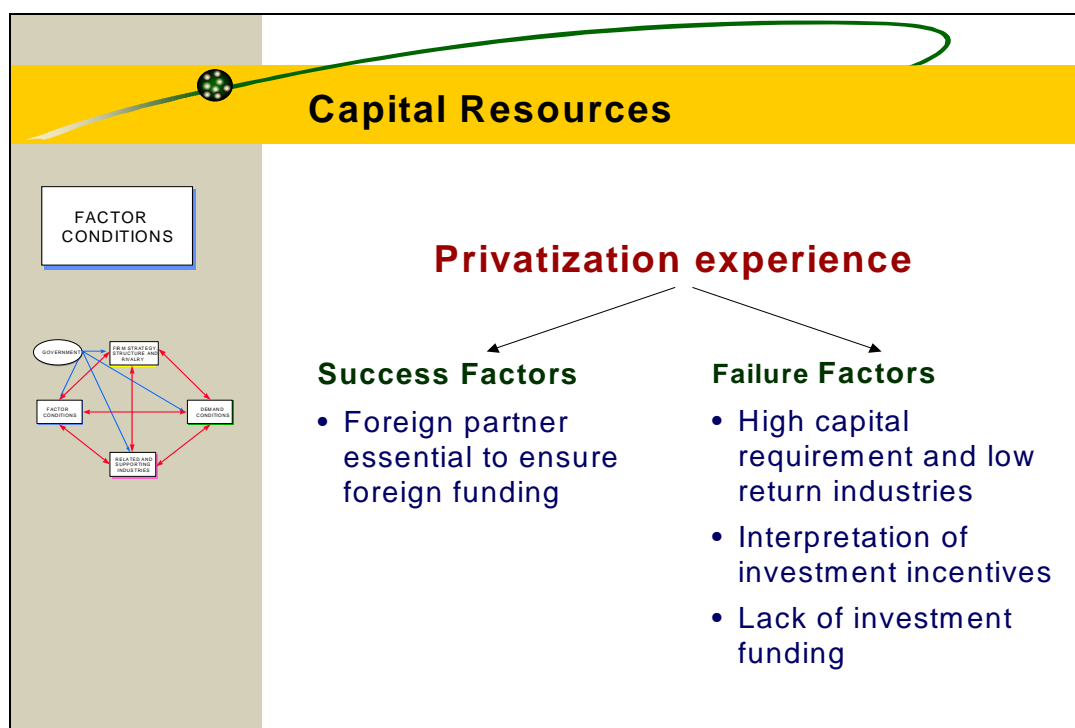 Capital Resources
FACTOR
CONDITIONS
GOVERNMENT
FIRM STRATEGY
STRUCTURE AND
RIVALRY
FACTOR
CONDITIONS
DEMAND
CONDITIONS
RELATED AND
SUPPORTING
INDUSTRIES
Privatization experience
Success Factors
• Foreign partner
essential to ensure
foreign funding
Failure Factors
• High capital
requirement and low
return industries
• Interpretation of
investment incentives
• Lack of investment
funding